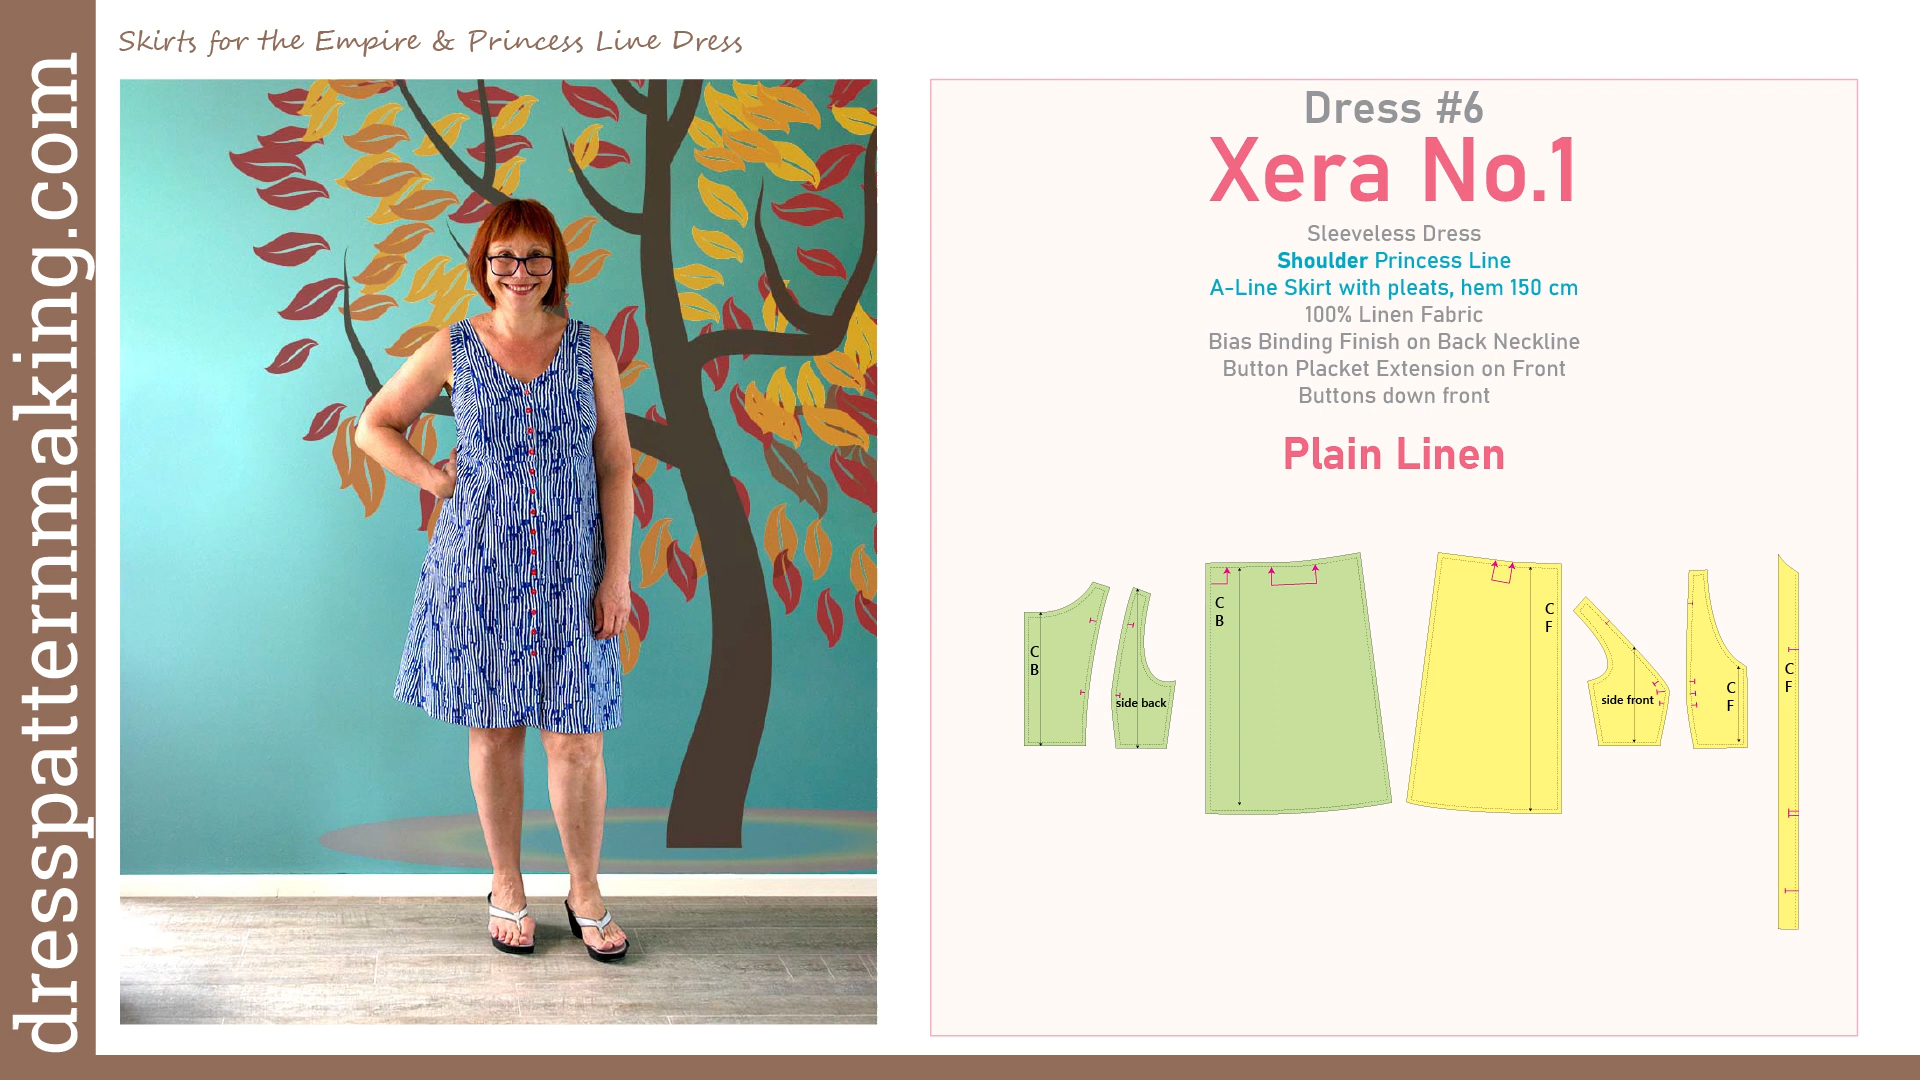 dresspatternmaking.com
Skirts for the Empire & Princess Line Dress
Dress #6
Xera No.1
Sleeveless Dress
Shoulder Princess Line
A-Line Skirt with pleats, hem 150 cm
100% Linen Fabric
Bias Binding Finish on Back Neckline
Button Placket Extension on Front
Buttons down front
Plain Linen
C
B
side back
C
B
C
F
side front
C
F
C
F